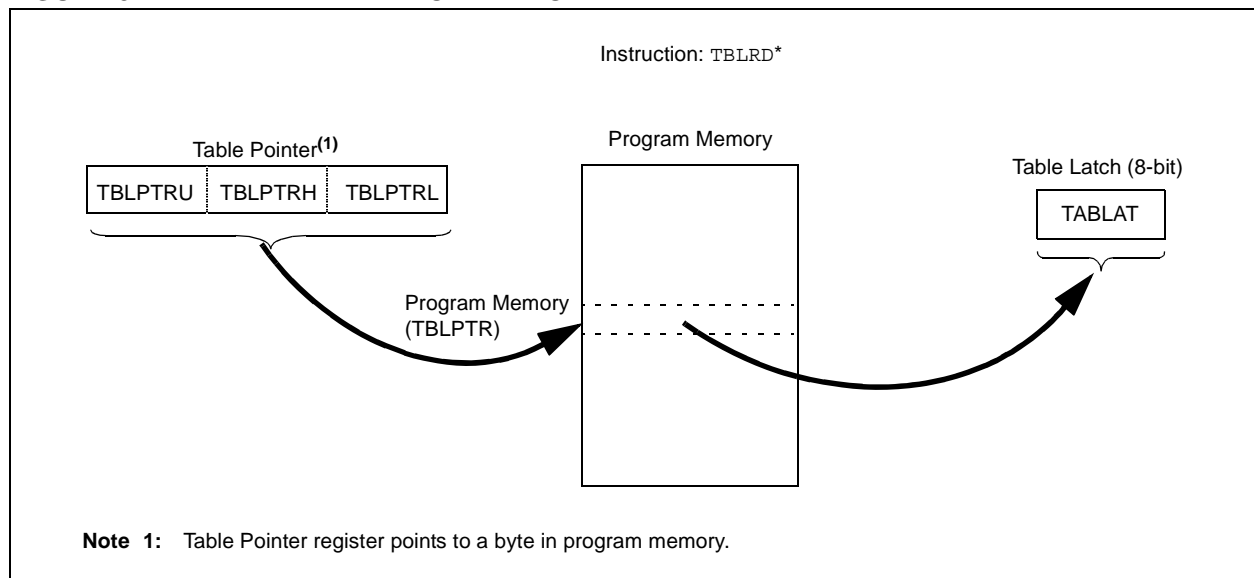 Instruction: TBLRD*
Table Pointer(1)
TBLPTRU TBLPTRH TBLPTRL
Program Memory
Table Latch (8-bit)
TABLAT
Program Memory
(TBLPTR)
Note 1: Table Pointer register points to a byte in program memory.